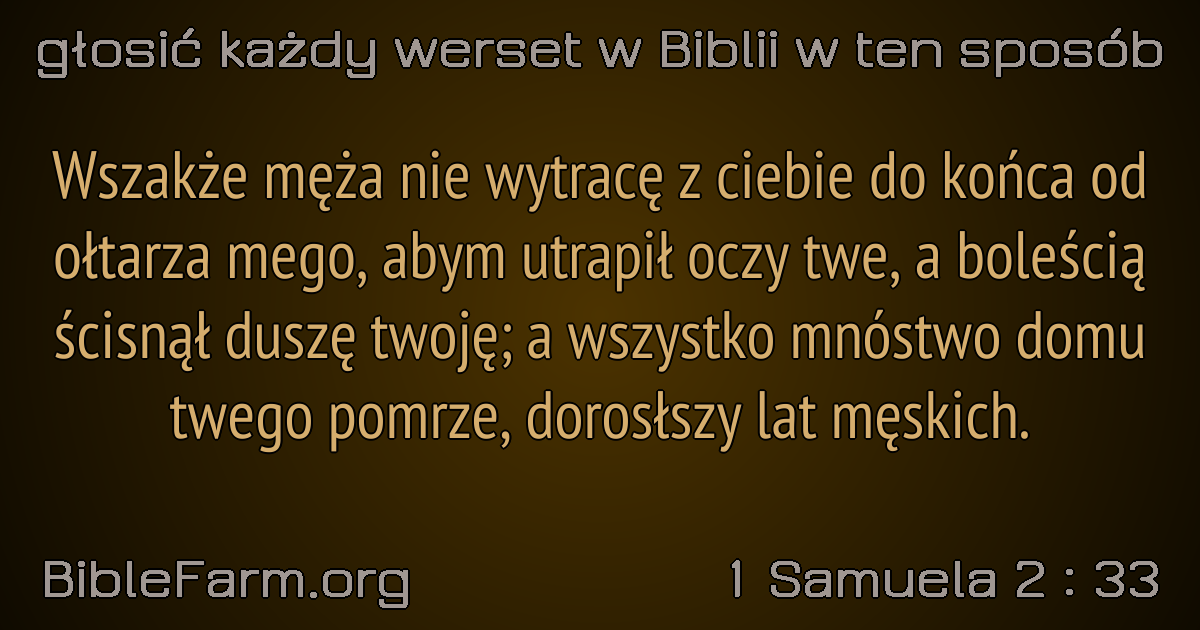 głosić każdy werset w Biblii w ten sposób
Wszakże męża nie wytracę z ciebie do końca od
ołtarza mego, abym utrapił oczy twe, a boleścią
ścisnął duszę twoję; a wszystko mnóstwo domu
twego pomrze, dorosłszy lat męskich.
BibleFarm.org
1 Samuela 2 : 33